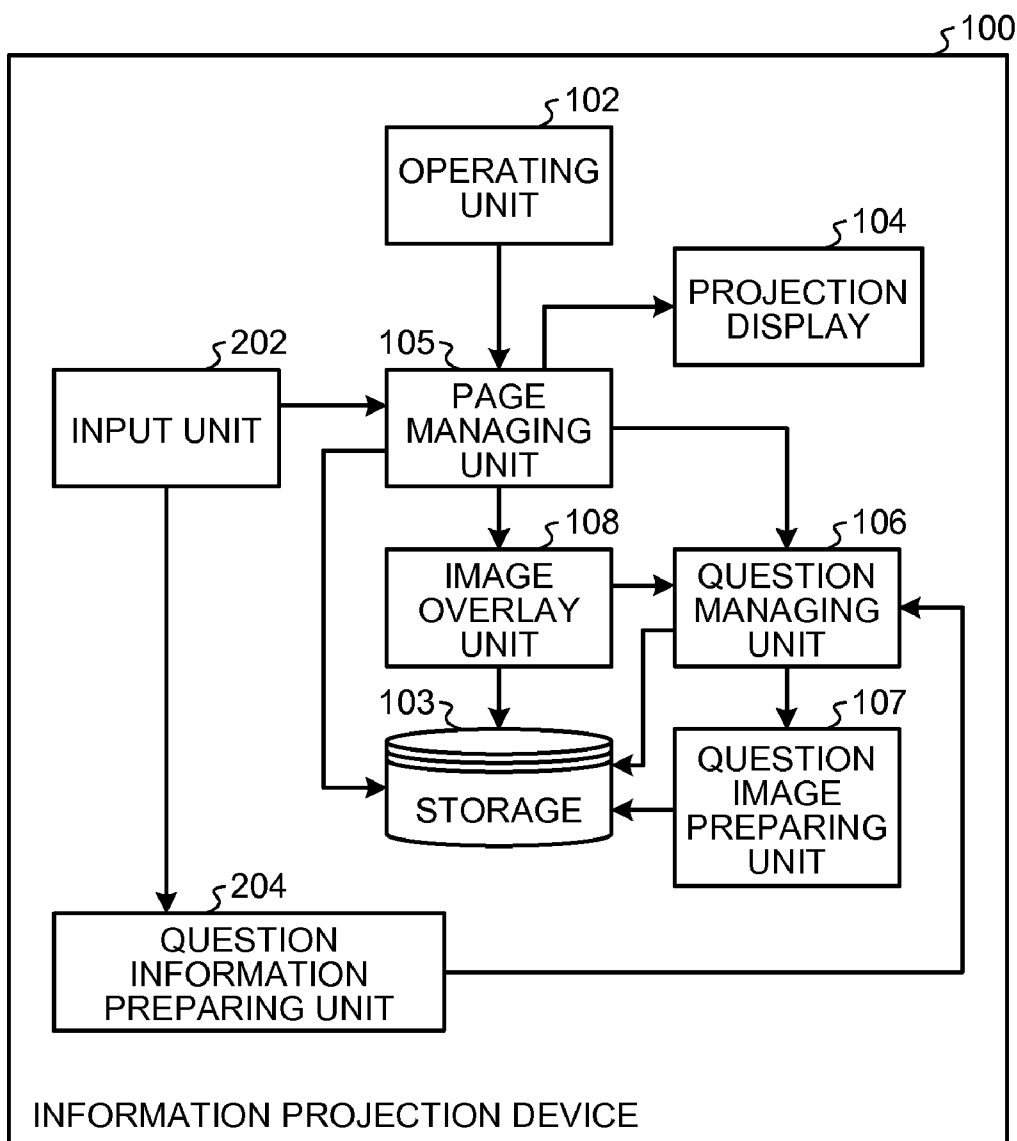 100
102
OPERATING
UNIT
104
PROJECTION
DISPLAY
202
INPUT UNIT
105
PAGE
MANAGING
UNIT
108
IMAGE
OVERLAY
UNIT
106
QUESTION
MANAGING
UNIT
103
STORAGE
107
QUESTION
IMAGE
PREPARING
UNIT
204
QUESTION
INFORMATION
PREPARING UNIT
INFORMATION PROJECTION DEVICE